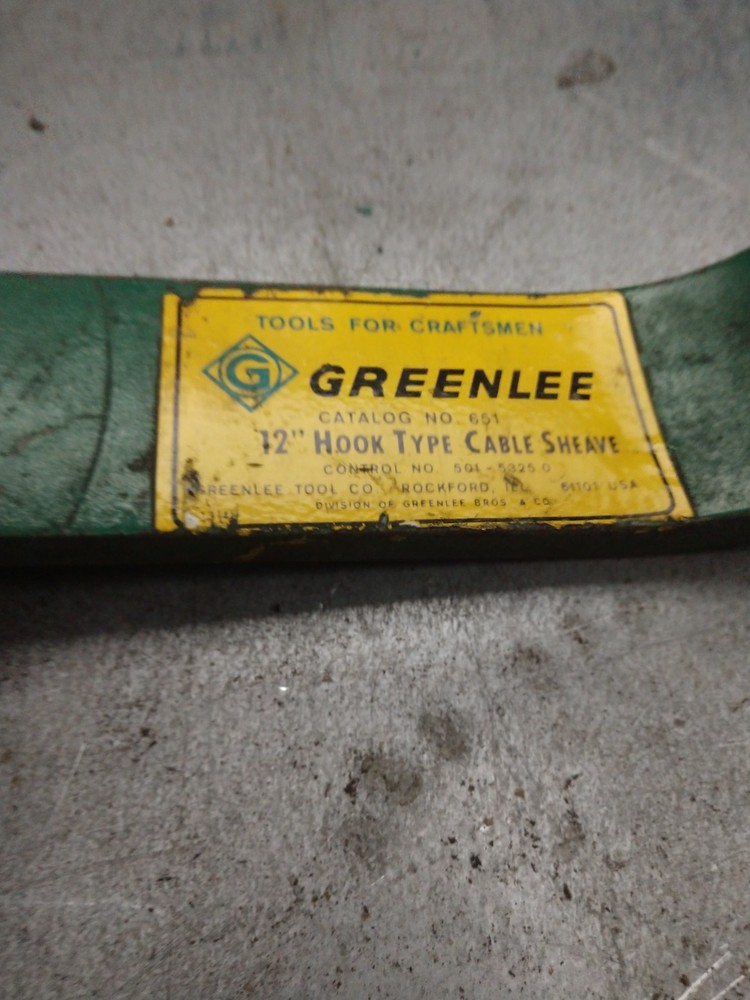 TOOLS FOR CRAFTSMEN
G GREENLEE
CATALOG NO. 651
12" HOOK TYPE CABLE SHEAVE
CONTROL NO. 501-5325.0
GREENLEE TOOL CO ROCKFORD, ILL 61101 USA
DIVISION OF GREENLEE BROS. & CO.